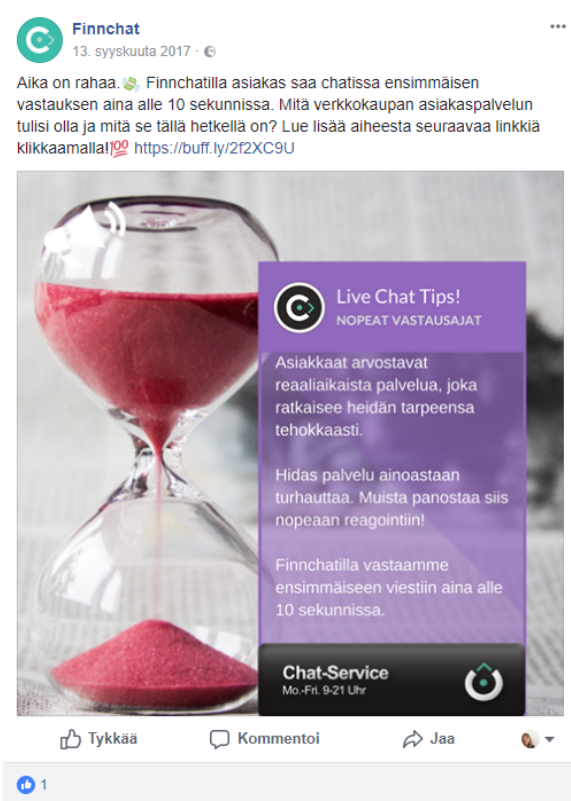 Finnchat
13. syyskuuta 2017 ·
Aika on rahaa.💸 Finnchatilla asiakas saa chatissa ensimmäisen
vastauksen aina alle 10 sekunnissa. Mitä verkkokaupan asiakaspalvelun
tulisi olla ja mitä se tällä hetkellä on? Lue lisää aiheesta seuraavaa linkkiä
klikkaamalla!💯 https://buff.ly/2f2XC9U
Live Chat Tips!
NOPEAT VASTAUSAJAT
Asiakkaat arvostavat
reaaliaikaista palvelua, joka
ratkaisee heidän tarpeensa
tehokkaasti.
Hidas palvelu ainoastaan
turhauttaa. Muista panostaa siis
nopeaan reagointiin!
Finnchatilla vastaamme
ensimmäiseen viestiin aina alle
10 sekunnissa.
Chat-Service
Mo.-Fri. 9-21 Uhr
Tykkää
Kommentoi
Jaa
1